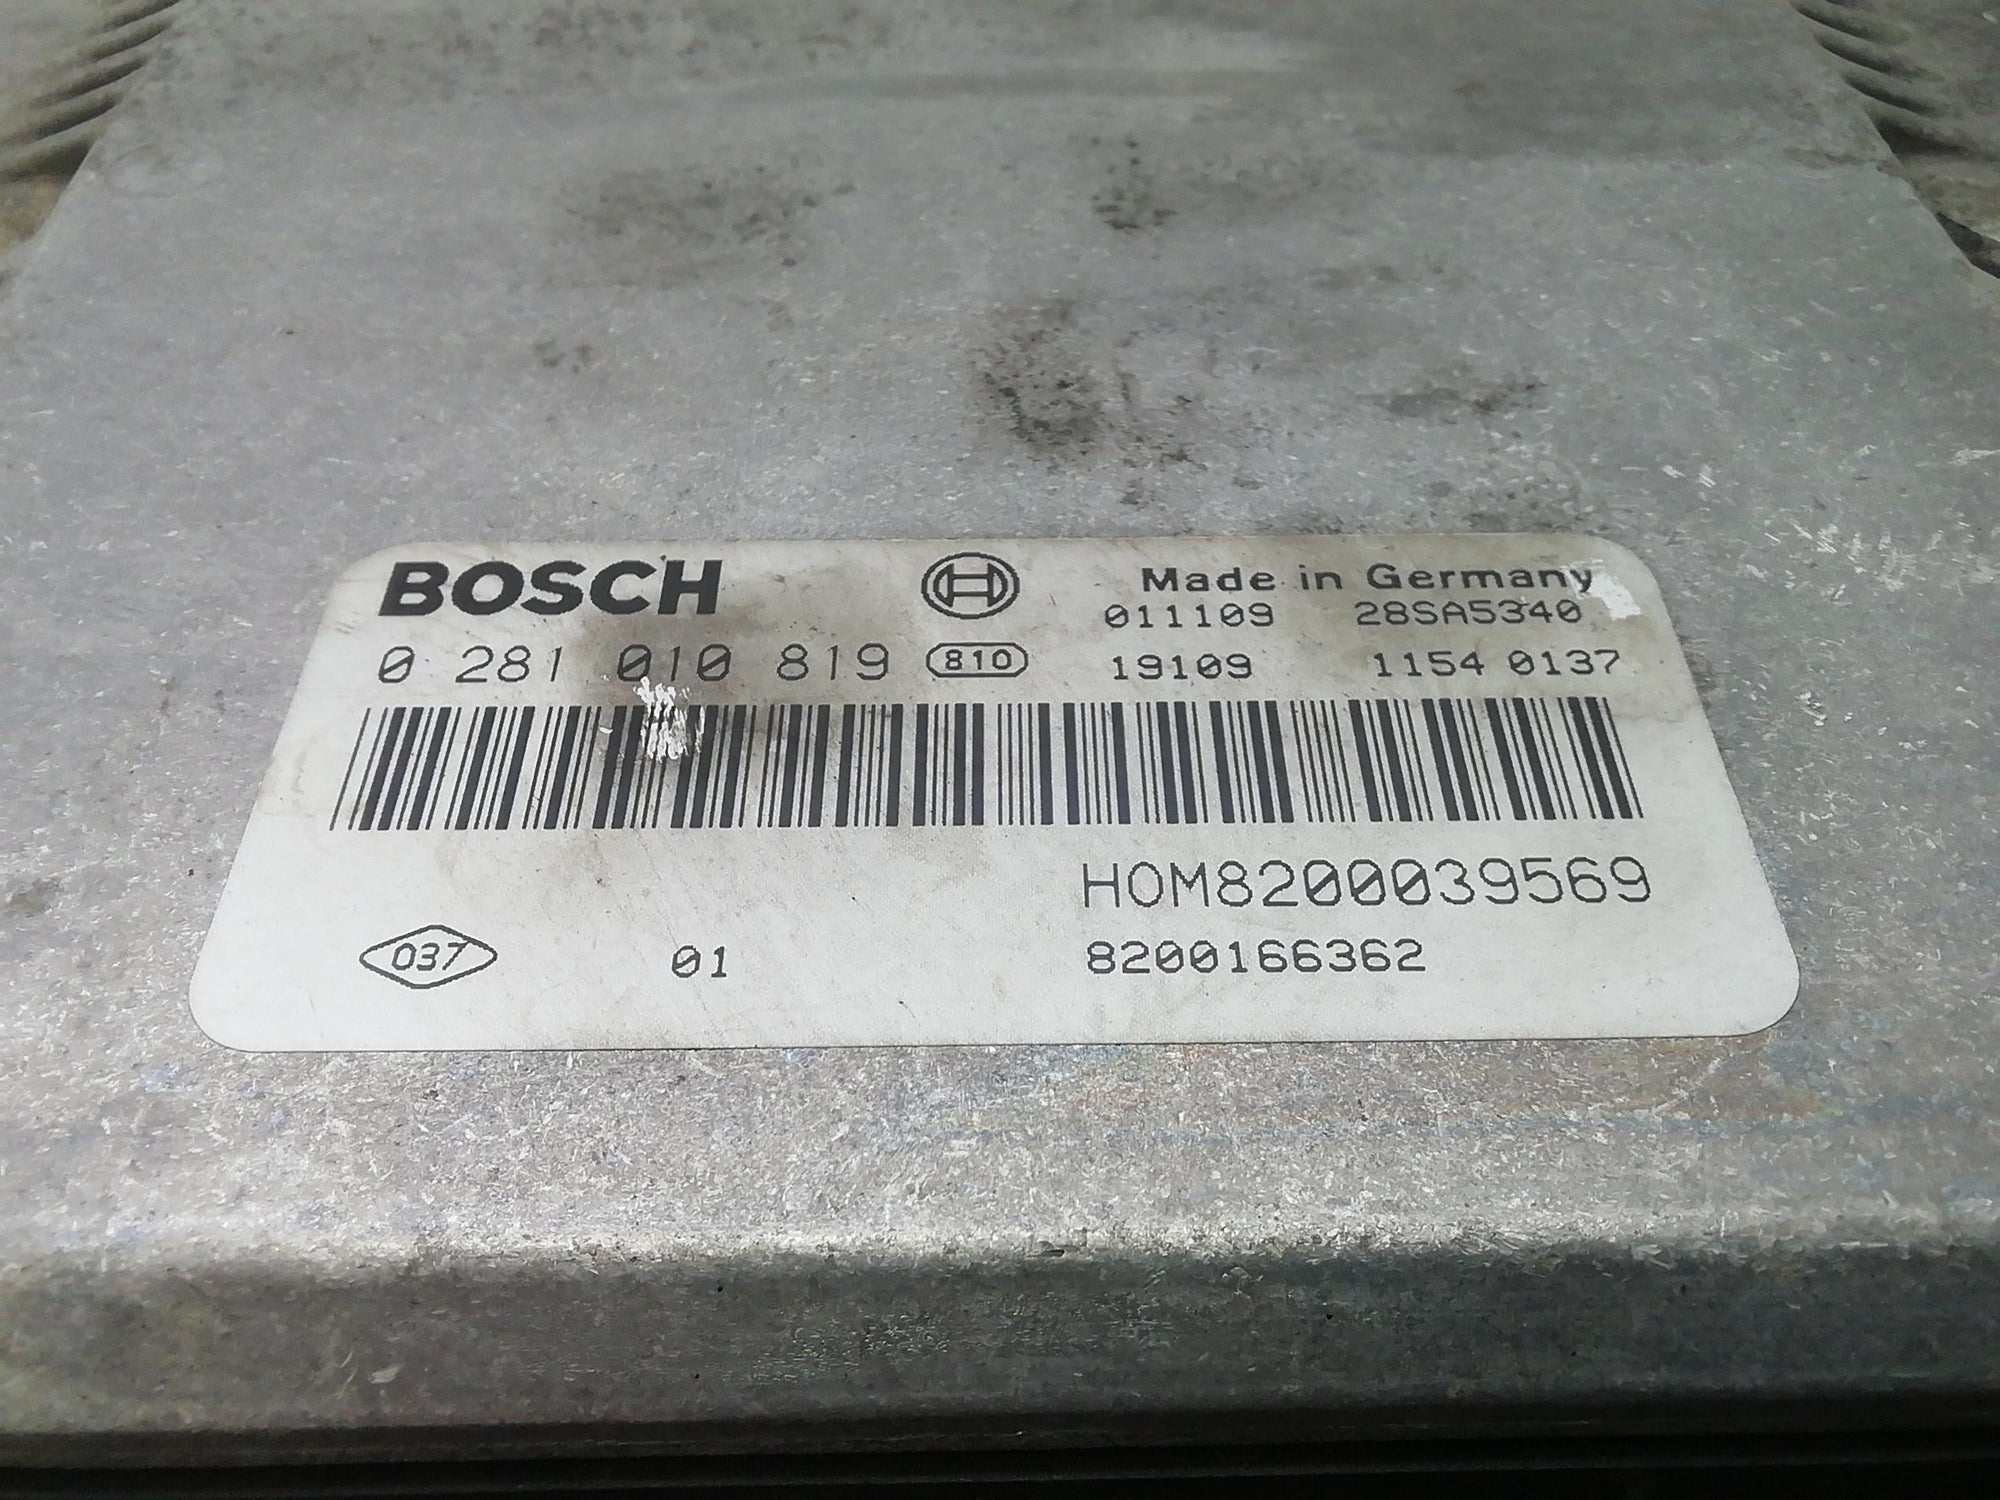 BOSCH Made in Germany
011109 28SA5340
0 281 010 819 810 19109 1154 0137
HOM8200039569
037 01 8200166362